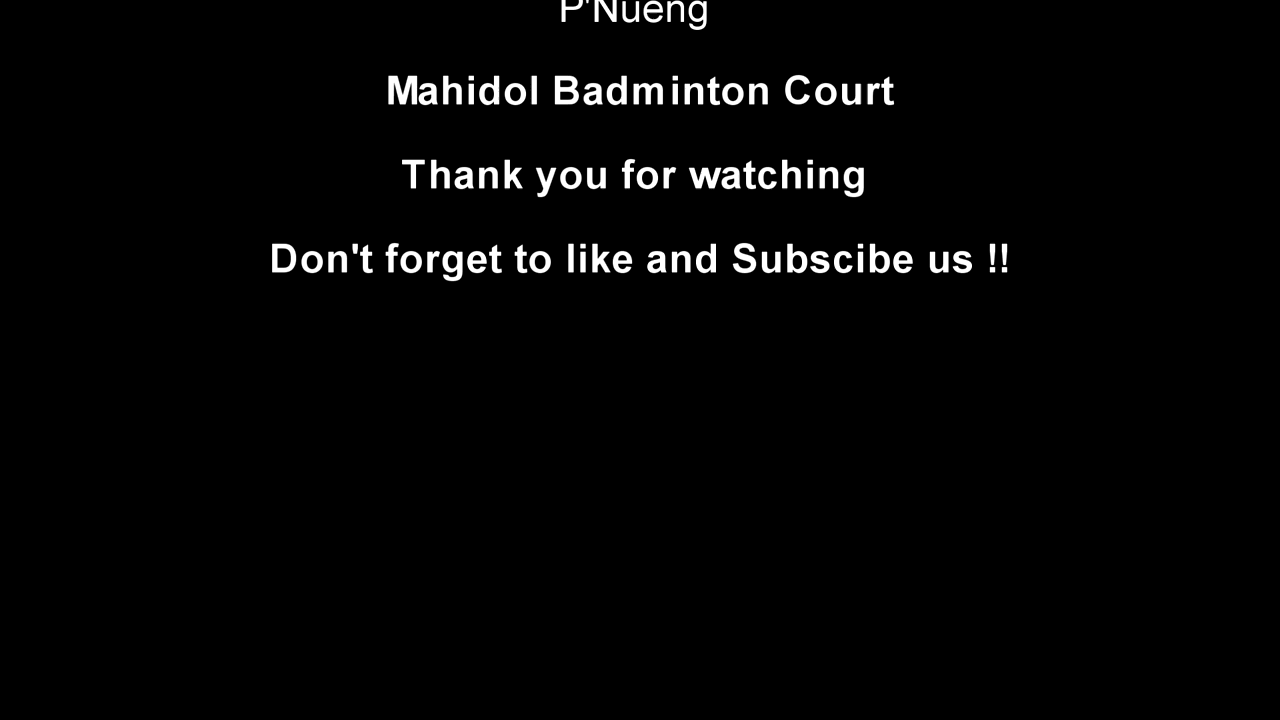 P'Nueng
Mahidol Badminton Court
Thank you for watching
Don't forget to like and Subscibe us !!